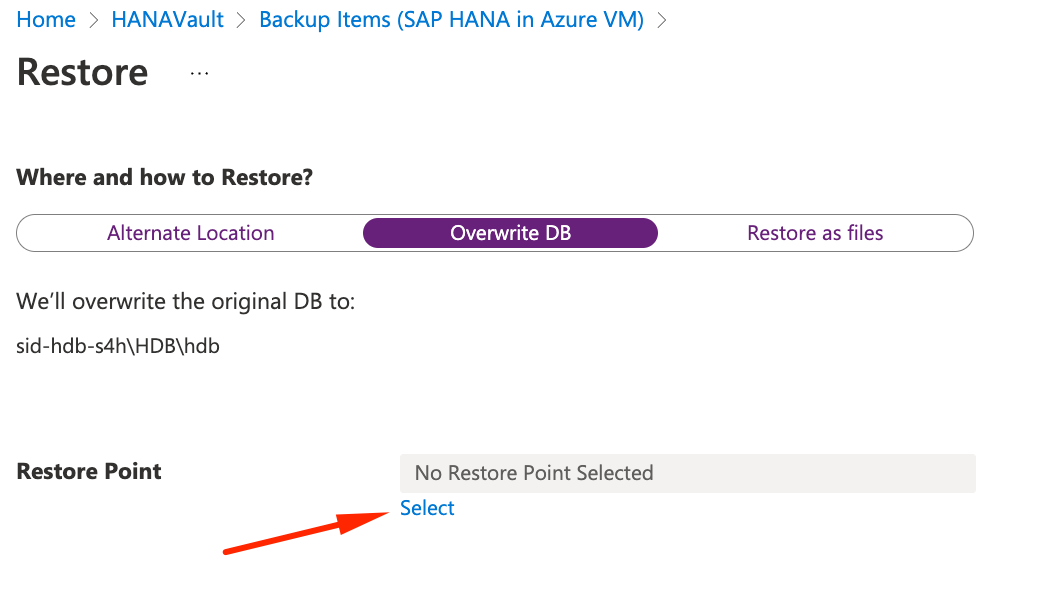 Home > HANAVault > Backup Items (SAP HANA in Azure VM) >
Restore ...
Where and how to Restore?
Alternate Location Overwrite DB Restore as files
We’ll overwrite the original DB to:
sid-hdb-s4h\HDB\hdb
Restore Point No Restore Point Selected
Select